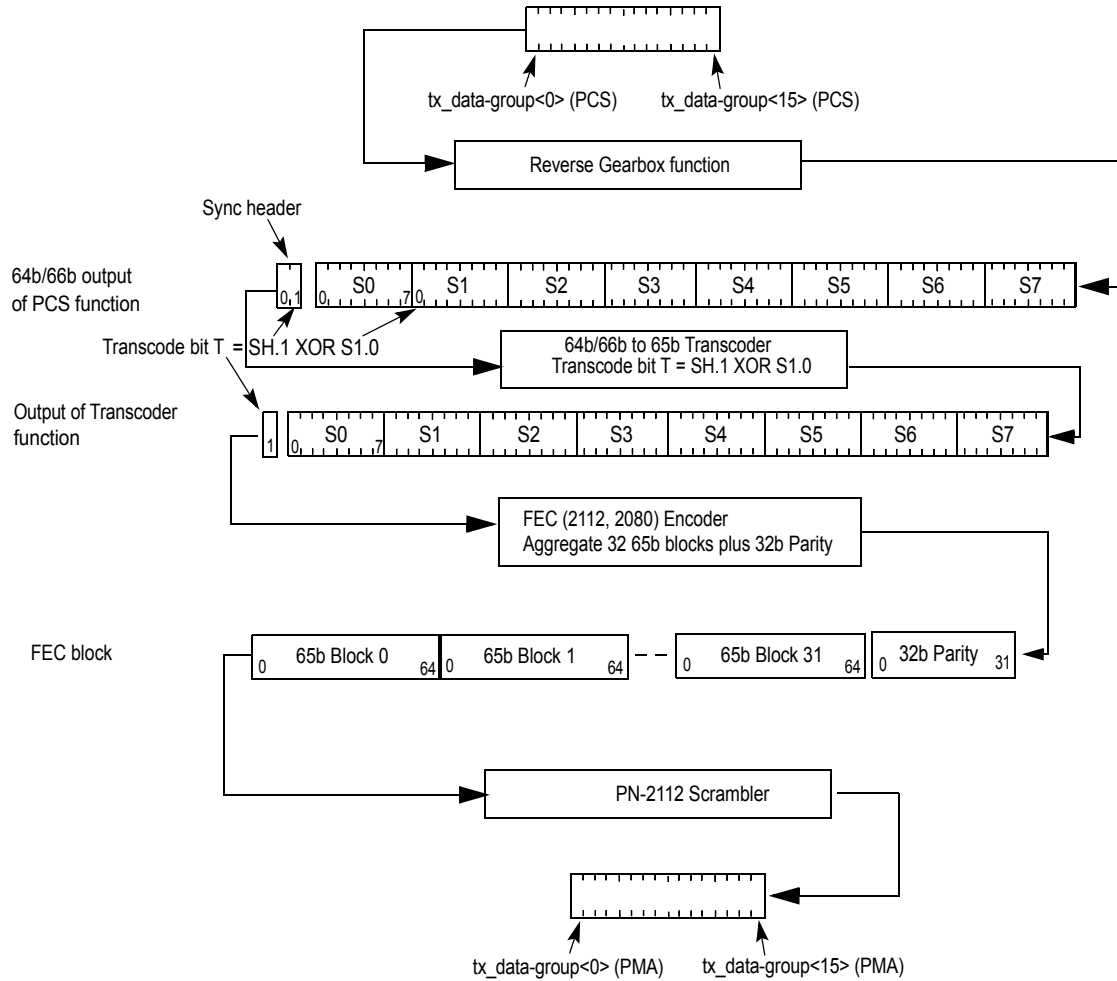 tx_data-group<0> (PCS) tx_data-group<15> (PCS)
Reverse Gearbox function
Sync header
64b/66b output
of PCS function
0 1 0 S0 7 0 S1 S2 S3 S4 S5 S6 S7
Transcode bit T = SH.1 XOR S1.0
64b/66b to 65b Transcoder
Transcode bit T = SH.1 XOR S1.0
Output of Transcoder
function
1 0 S0 7 S1 S2 S3 S4 S5 S6 S7
FEC (2112, 2080) Encoder
Aggregate 32 65b blocks plus 32b Parity
FEC block
0 65b Block 0 64 0 65b Block 1 64 0 65b Block 31 64 0 32b Parity 31
PN-2112 Scrambler
tx_data-group<0> (PMA) tx_data-group<15> (PMA)